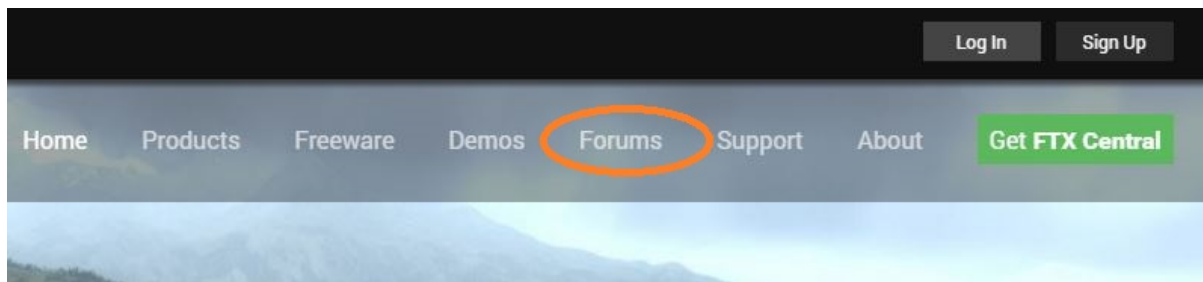 Log In Sign Up
Home Products Freeware Demos Forums Support About Get FTX Central